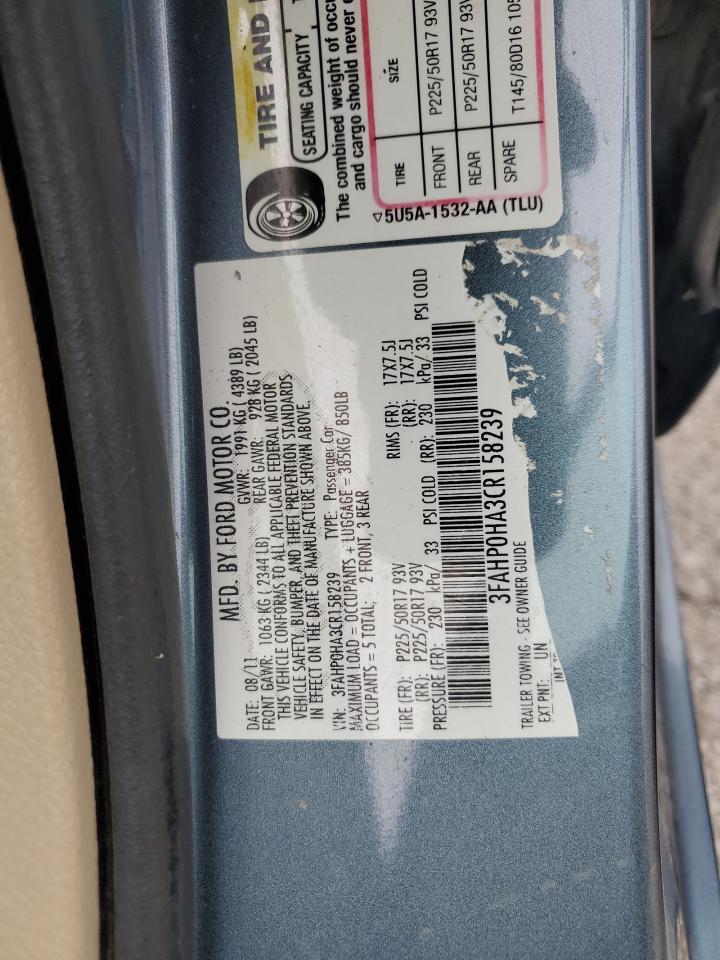 MFD. BY FORD MOTOR CO.
DATE: 08/11 GVWR: 1991 KG ( 4389 LB)
FRONT GAWR: 1063 KG ( 2344 LB) REAR GAWR: 928 KG ( 2045 LB)
THIS VEHICLE CONFORMS TO ALL APPLICABLE FEDERAL MOTOR
VEHICLE SAFETY, BUMPER, AND THEFT PREVENTION STANDARDS
IN EFFECT ON THE DATE OF MANUFACTURE SHOWN ABOVE.
VIN: 3FAHP0HA3CR158239 TYPE: Passenger Car
MAXIMUM LOAD = OCCUPANTS + LUGGAGE = 385KG/ 850LB
OCCUPANTS = 5 TOTAL; 2 FRONT, 3 REAR
TIRE (FR): P225/50R17 93V RIMS (FR): 17X7.5J
(RR): P225/50R17 93V (RR): 17X7.5J
PRESSURE (FR): 230 kPa/ 33 PSI COLD (RR): 230 kPa/ 33 PSI COLD
3FAHP0HA3CR158239
TRAILER TOWING - SEE OWNER GUIDE
EXT PNT: UN
INT
TIRE AND
SEATING CAPACITY
The combined weight of occu
and cargo should never e
TIRE SIZE
FRONT P225/50R17 93V
REAR P225/50R17 93V
SPARE T145/80D16 105
5U5A-1532-AA (TLU)